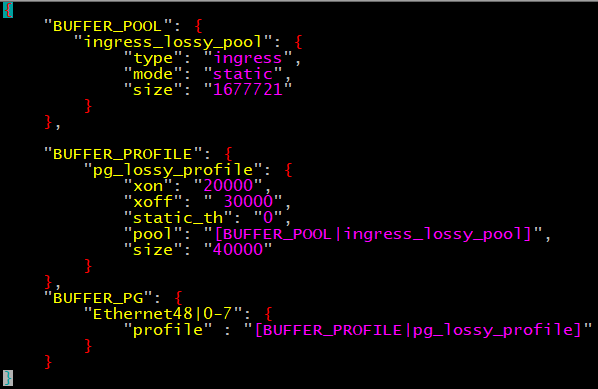 {
"BUFFER_POOL": {
"ingress_lossy_pool": {
"type": "ingress",
"mode": "static",
"size": "1677721"
}
},
"BUFFER_PROFILE": {
"pg_lossy_profile": {
"xon": "20000",
"xoff": " 30000",
"static_th": "0",
"pool": "[BUFFER_POOL|ingress_lossy_pool]",
"size": "40000"
}
},
"BUFFER_PG": {
"Ethernet48|0-7": {
"profile" : "[BUFFER_PROFILE|pg_lossy_profile]"
}
}
}